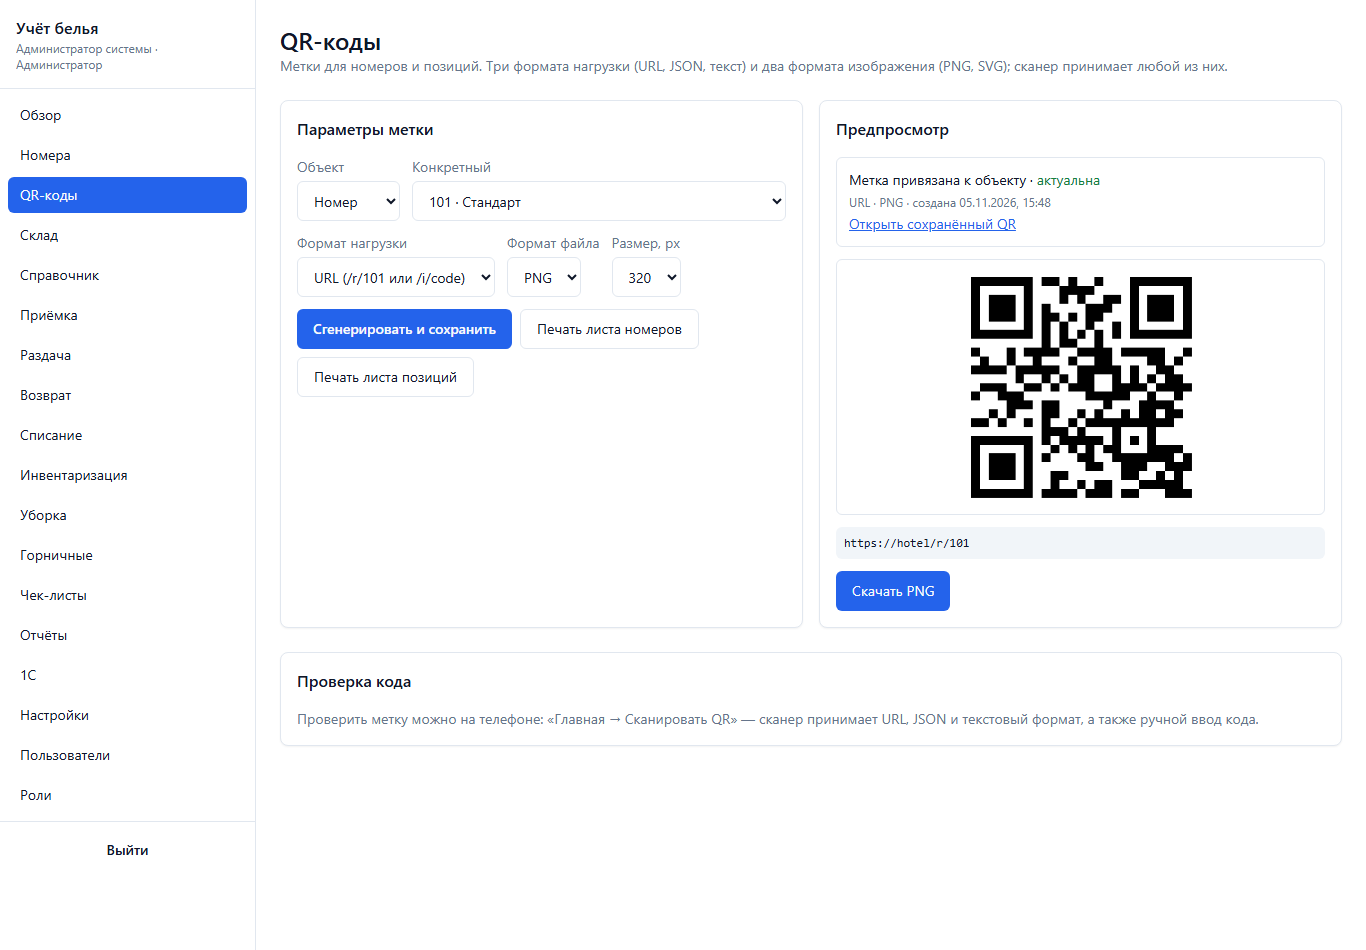 Учёт белья
Администратор системы ·
Администратор
Обзор
Номера
QR-коды
Склад
Справочник
Приёмка
Раздача
Возврат
Списание
Инвентаризация
Уборка
Горничные
Чек-листы
Отчёты
1С
Настройки
Пользователи
Роли
Выйти
QR-коды
Метки для номеров и позиций. Три формата нагрузки (URL, JSON, текст) и два формата изображения (PNG, SVG); сканер принимает любой из них.
Параметры метки
Объект Конкретный
Номер 101 · Стандарт
Формат нагрузки Формат файла Размер, px
URL (/r/101 или /i/code) PNG 320
Сгенерировать и сохранить Печать листа номеров
Печать листа позиций
Предпросмотр
Метка привязана к объекту · актуальна
URL · PNG · создана 05.11.2026, 15:48
Открыть сохранённый QR
https://hotel/r/101
Скачать PNG
Проверка кода
Проверить метку можно на телефоне: «Главная → Сканировать QR» — сканер принимает URL, JSON и текстовый формат, а также ручной ввод кода.